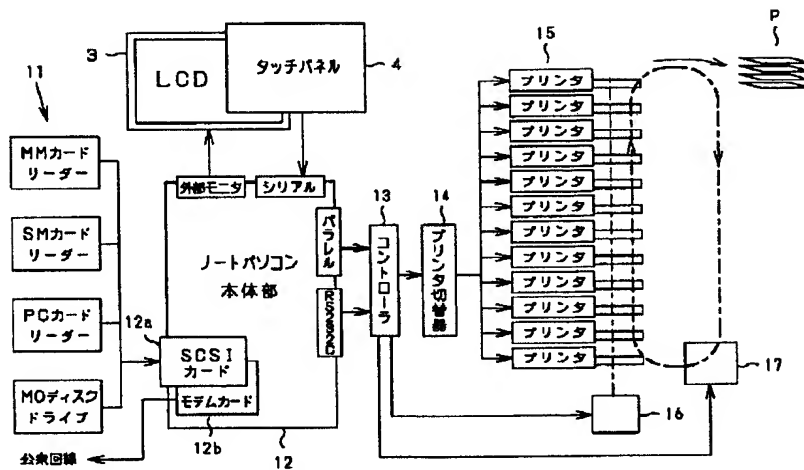 3
LCD
タッチパネル
4
11
MMカード
リーダー
SMカード
リーダー
PCカード
リーダー
MOディスク
ドライブ
外部モニタ
シリアル
パラレル
RS232C
ノートパソコン
本体部
12a
SCSI
カード
モデムカード
12b
12
公衆回線
13
コントローラ
14
プリンタ切替器
15
プリンタ
プリンタ
プリンタ
プリンタ
プリンタ
プリンタ
プリンタ
プリンタ
プリンタ
プリンタ
プリンタ
プリンタ
P
16
17